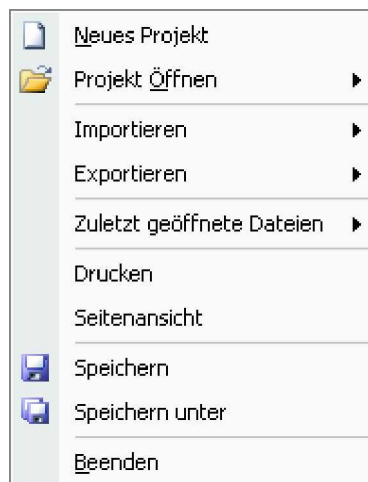 Neues Projekt
Projekt Öffnen
Importieren
Exportieren
Zuletzt geöffnete Dateien
Drucken
Seitenansicht
Speichern
Speichern unter
Beenden